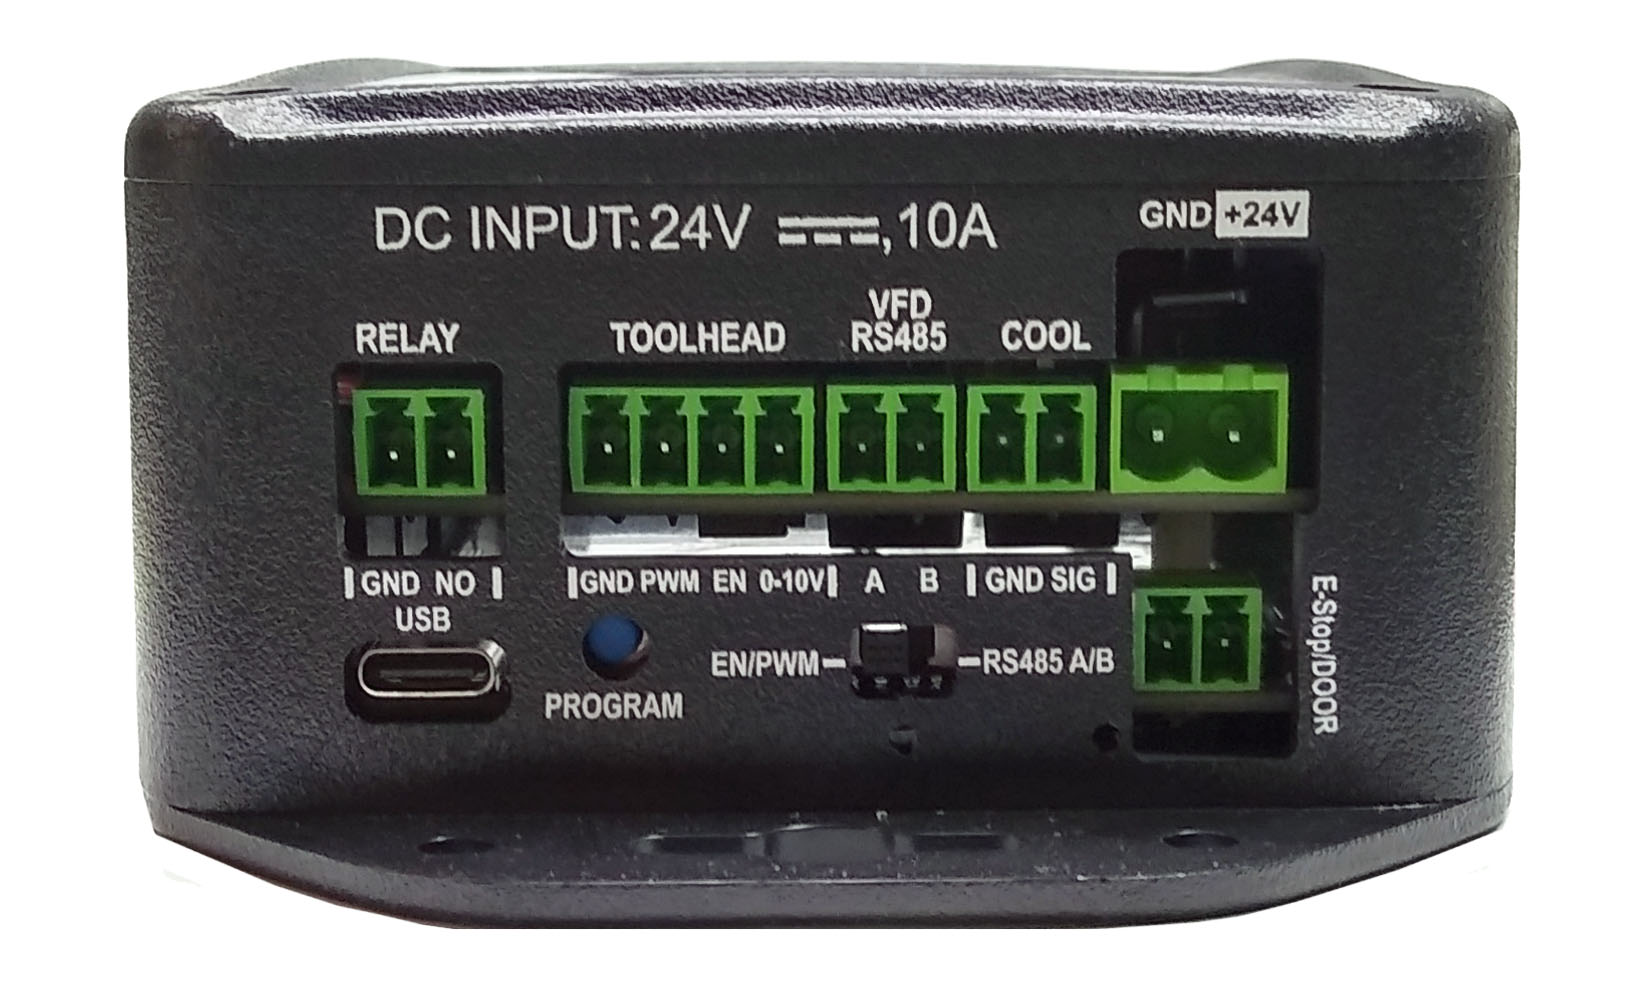 DC INPUT: 24V ⎓, 10A
GND +24V
RELAY
TOOLHEAD
VFD
RS485
COOL
GND NO
GND PWM EN 0-10V
A B
GND SIG
USB
PROGRAM
EN/PWM
RS485 A/B
E-Stop/DOOR